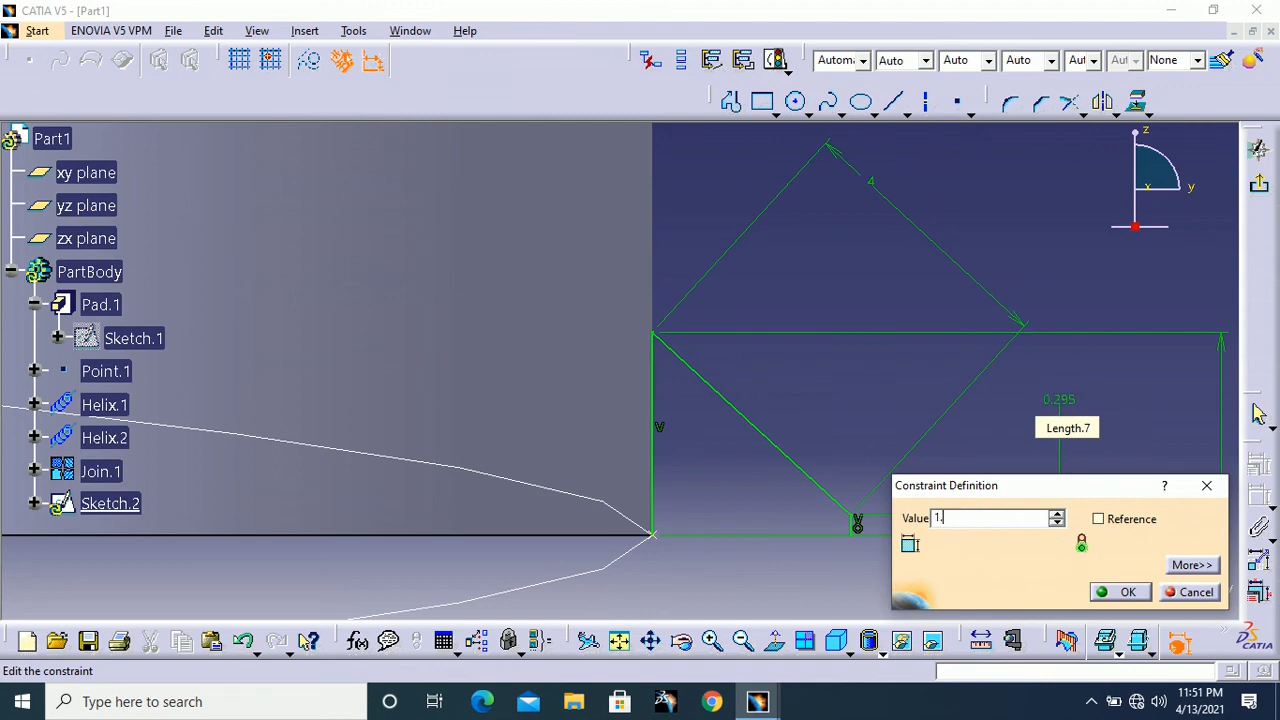 CATIA V5 - [Part1]
Start ENOVIA V5 VPM File Edit View Insert Tools Window Help
Automa Auto Auto Auto Aut Aut None
Part1
xy plane
yz plane
zx plane
PartBody
Pad.1
Sketch.1
Point.1
Helix.1
Helix.2
Join.1
Sketch.2
z
x y
4
V
0.295
Length.7
V
Constraint Definition ?
Value 1. Reference
More>>
OK Cancel
f(x)
CATIA
Edit the constraint
Type here to search
11:51 PM
4/13/2021